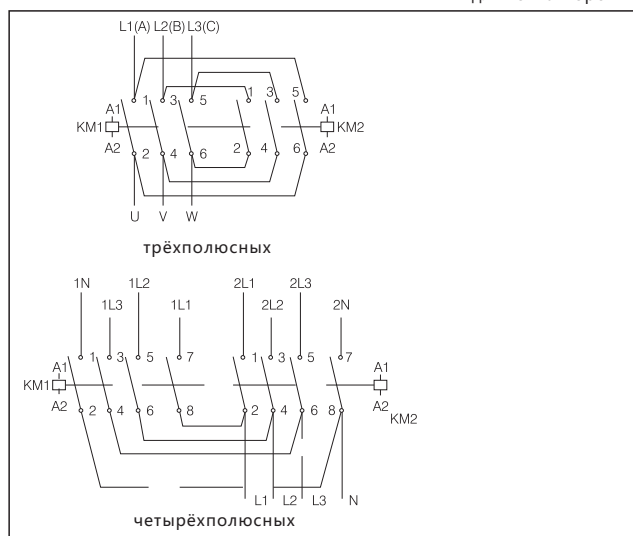 L1(A) L2(B) L3(C)
1 3 5 1 3 5
A1 A1
KM1 KM2
A2 A2
2 4 6 2 4 6
U V W
трёхполюсных
1N 1L2 2L1 2L3
1L3 1L1 2L2 2N
1 3 5 7 1 3 5 7
A1 A1
KM1
A2 A2
2 4 6 8 2 4 6 8
KM2
L1 L2 L3 N
четырёхполюсных